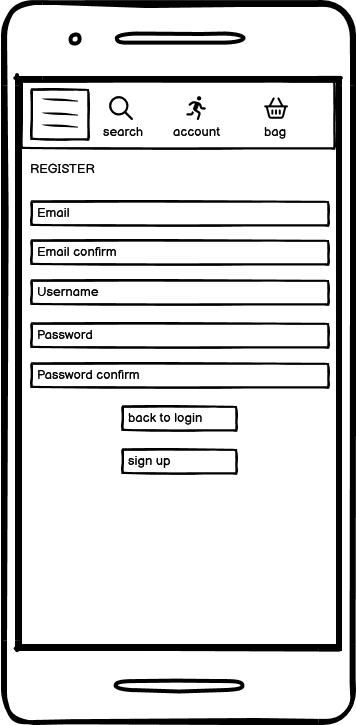 search account bag
REGISTER
Email
Email confirm
Username
Password
Password confirm
back to login
sign up